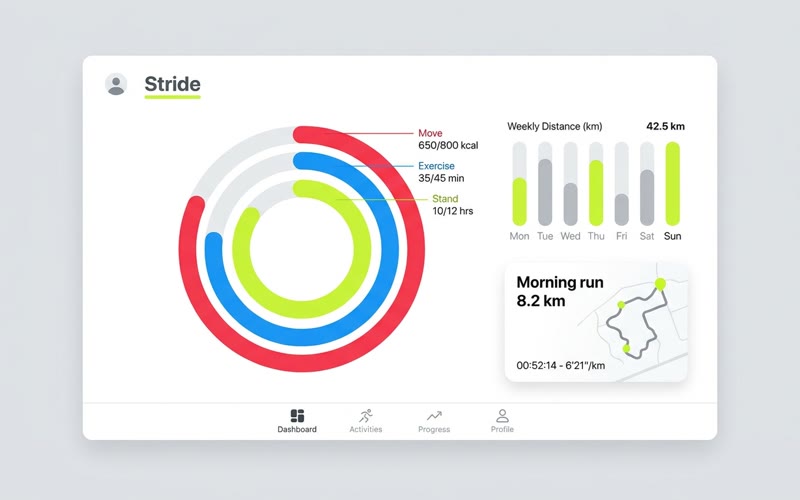 Stride
Move
650/800 kcal
Exercise
35/45 min
Stand
10/12 hrs
Weekly Distance (km) 42.5 km
Mon Tue Wed Thu Fri Sat Sun
Morning run
8.2 km
00:52:14 - 6'21"/km
Dashboard Activities Progress Profile